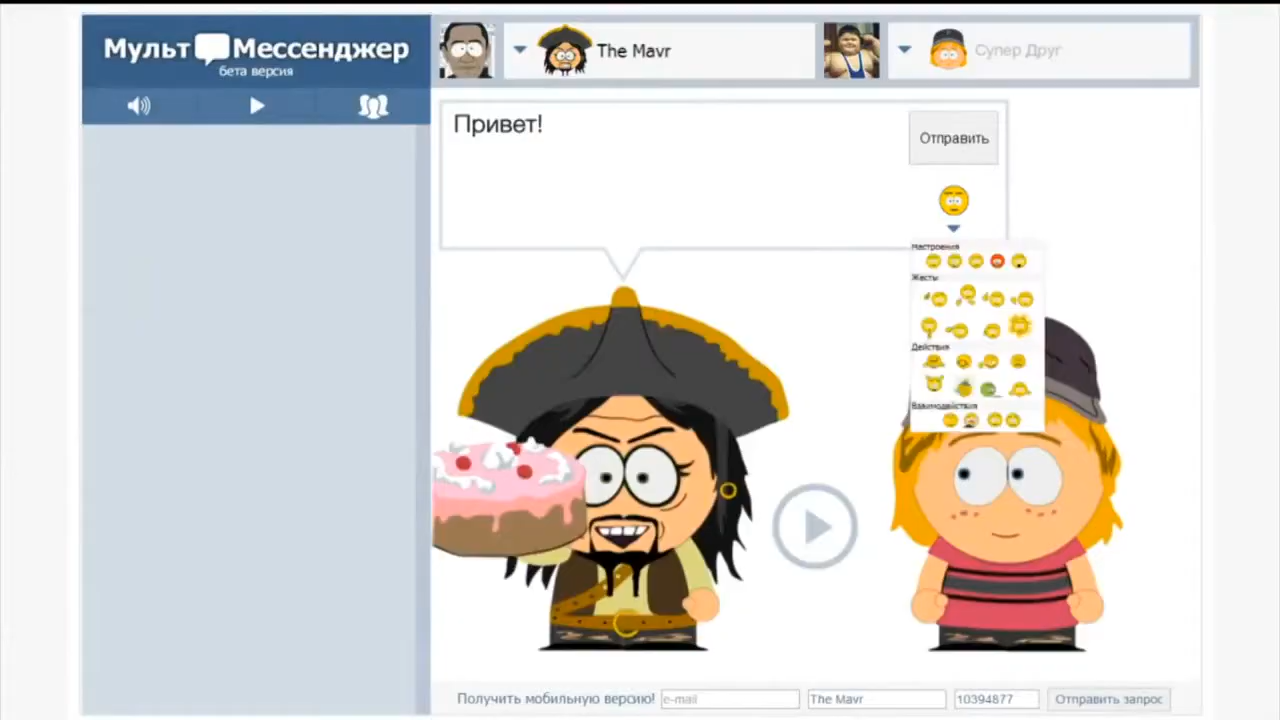 Мульт Мессенджер
бета версия
The Mavr
Супер Друг
Привет!
Отправить
Настроения
Жесты
Действия
Взаимодействия
Получить мобильную версию!
e-mail
The Mavr
10394877
Отправить запрос